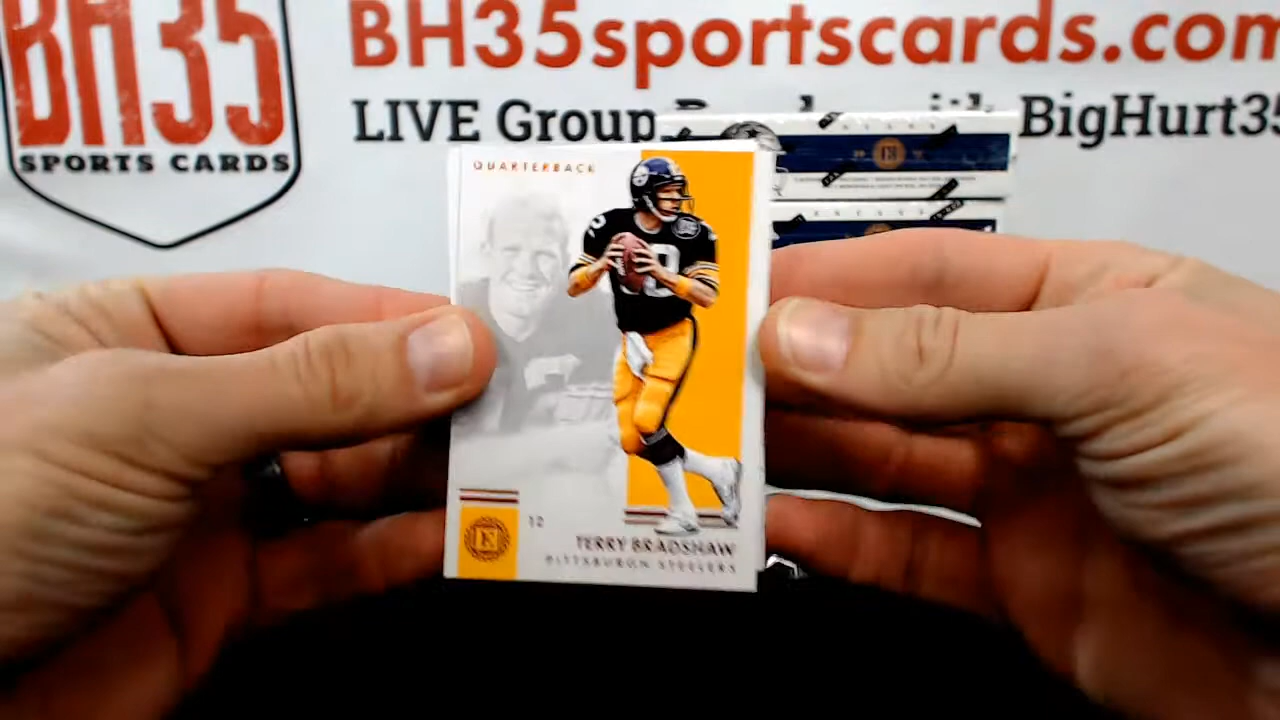 BH35
SPORTS CARDS
BH35sportscards.com
LIVE Group
BigHurt35
QUARTERBACK
12
TERRY BRADSHAW
PITTSBURGH STEELERS
E